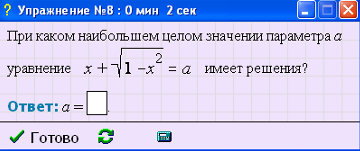 Упражнение №8 : 0 мин 2 сек
При каком наибольшем целом значении параметра a
уравнение x + √1 − x² = a имеет решения?
Ответ: a = .
Готово